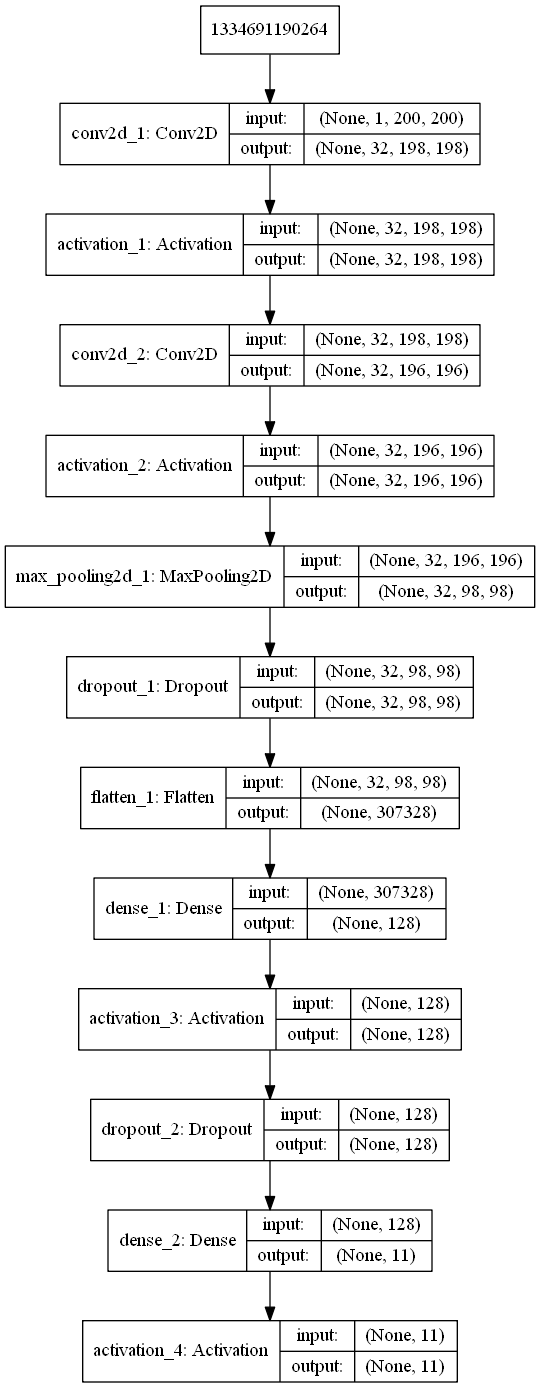 1334691190264
conv2d_1: Conv2D
input: (None, 1, 200, 200)
output: (None, 32, 198, 198)
activation_1: Activation
input: (None, 32, 198, 198)
output: (None, 32, 198, 198)
conv2d_2: Conv2D
input: (None, 32, 198, 198)
output: (None, 32, 196, 196)
activation_2: Activation
input: (None, 32, 196, 196)
output: (None, 32, 196, 196)
max_pooling2d_1: MaxPooling2D
input: (None, 32, 196, 196)
output: (None, 32, 98, 98)
dropout_1: Dropout
input: (None, 32, 98, 98)
output: (None, 32, 98, 98)
flatten_1: Flatten
input: (None, 32, 98, 98)
output: (None, 307328)
dense_1: Dense
input: (None, 307328)
output: (None, 128)
activation_3: Activation
input: (None, 128)
output: (None, 128)
dropout_2: Dropout
input: (None, 128)
output: (None, 128)
dense_2: Dense
input: (None, 128)
output: (None, 11)
activation_4: Activation
input: (None, 11)
output: (None, 11)